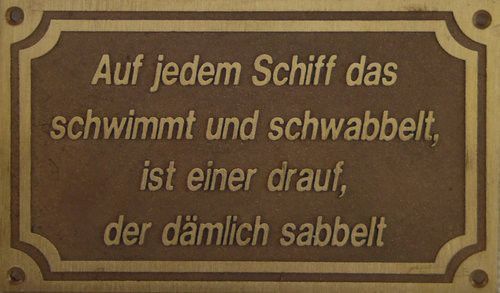 Auf jedem Schiff das
schwimmt und schwabbelt,
ist einer drauf,
der dämlich sabbelt